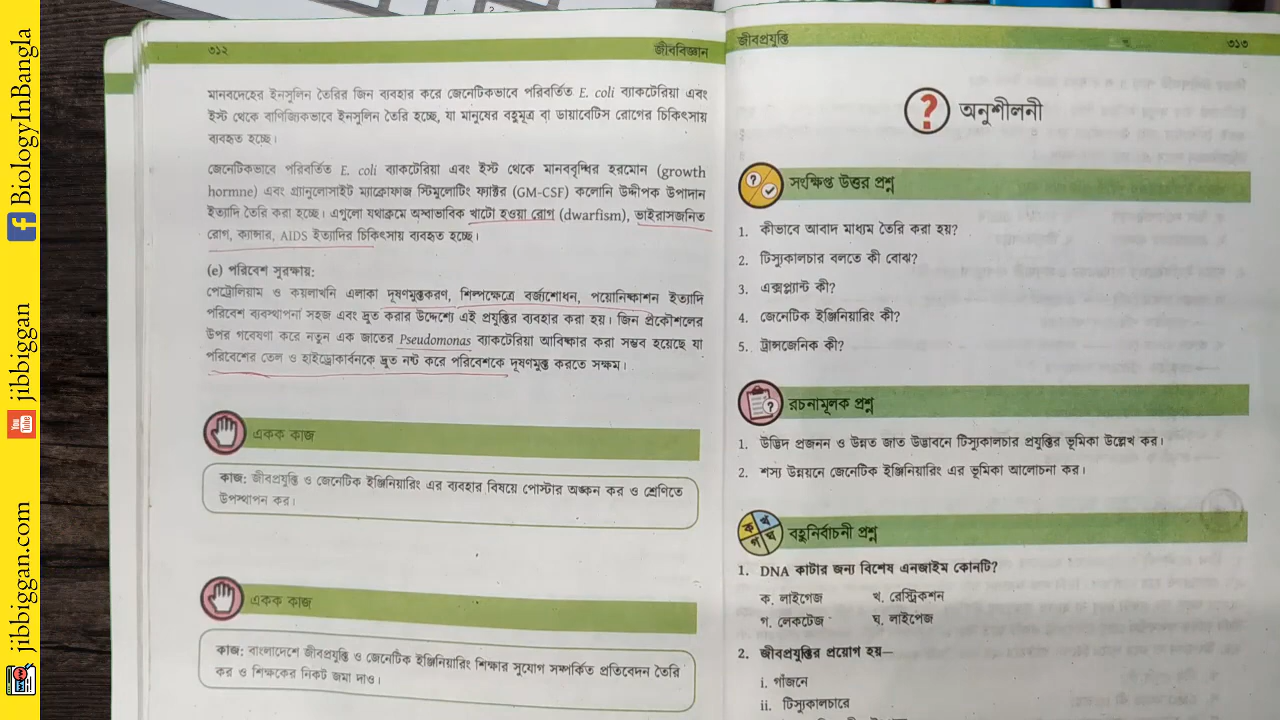 ৩১২
জীববিজ্ঞান
মানবদেহের ইনসুলিন তৈরির জিন ব্যবহার করে জেনেটিকভাবে পরিবর্তিত E. coli ব্যাকটেরিয়া এবং
ইস্ট থেকে বাণিজ্যিকভাবে ইনসুলিন তৈরি হচ্ছে, যা মানুষের বহুমূত্র বা ডায়াবেটিস রোগের চিকিৎসায়
ব্যবহৃত হচ্ছে।
জেনেটিকভাবে পরিবর্তিত E. coli ব্যাকটেরিয়া এবং ইস্ট থেকে মানববৃদ্ধির হরমোন (growth
hormne) এবং গ্র্যানুলোসাইট ম্যাক্রোফাজ স্টিমুলেটিং ফ্যাক্টর (GM-CSF) কলোনি উদ্দীপক উপাদান
ইত্যাদি তৈরি করা হচ্ছে। এগুলো যথাক্রমে অস্বাভাবিক খাটো হওয়া রোগ (dwarfism), ভাইরাসজনিত
রোগ, ক্যান্সার, AIDS ইত্যাদির চিকিৎসায় ব্যবহৃত হচ্ছে।
(e) পরিবেশ সুরক্ষায়:
পেট্রোলিয়াম ও কয়লাখনি এলাকা দূষণমুক্তকরণ, শিল্পক্ষেত্রে বর্জ্যশোধন, পয়োনিষ্কাশন ইত্যাদি
পরিবেশ ব্যবস্থাপনা সহজ এবং দ্রুত করার উদ্দেশ্যে এই প্রযুক্তির ব্যবহার করা হয়। জিন প্রকৌশলের
উপর গবেষণা করে নতুন এক জাতের Pseudomonas ব্যাকটেরিয়া আবিষ্কার করা সম্ভব হয়েছে যা
পরিবেশের তেল ও হাইড্রোকার্বনকে দ্রুত নষ্ট করে পরিবেশকে দূষণমুক্ত করতে সক্ষম।
একক কাজ
কাজ: জীবপ্রযুক্তি ও জেনেটিক ইঞ্জিনিয়ারিং এর ব্যবহার বিষয়ে পোস্টার অঙ্কন কর ও শ্রেণিতে
উপস্থাপন কর।
একক কাজ
কাজ: বাংলাদেশে জীবপ্রযুক্তি ও জেনেটিক ইঞ্জিনিয়ারিং শিক্ষার সুযোগ সম্পর্কিত প্রতিবেদন তৈরি
কর ও শিক্ষকের নিকট জমা দাও।
জীবপ্রযুক্তি
৩১৩
অনুশীলনী
সংক্ষিপ্ত উত্তর প্রশ্ন
1. কীভাবে আবাদ মাধ্যম তৈরি করা হয়?
2. টিস্যুকালচার বলতে কী বোঝ?
3. এক্সপ্ল্যান্ট কী?
4. জেনেটিক ইঞ্জিনিয়ারিং কী?
5. ট্রান্সজেনিক কী?
রচনামূলক প্রশ্ন
1. উদ্ভিদ প্রজনন ও উন্নত জাত উদ্ভাবনে টিস্যুকালচার প্রযুক্তির ভূমিকা উল্লেখ কর।
2. শস্য উন্নয়নে জেনেটিক ইঞ্জিনিয়ারিং এর ভূমিকা আলোচনা কর।
ক খ গ ঘ
বহুনির্বাচনী প্রশ্ন
1. DNA কাটার জন্য বিশেষ এনজাইম কোনটি?
ক. লাইপেজ খ. রেস্ট্রিকশন
গ. লেকটেজ ঘ. লাইগেজ
2. জীবপ্রযুক্তির প্রয়োগ হয়—
i. গাঁজনে
ii. টিস্যুকালচারে
BiologyInBangla
jibbiggan
jibbiggan.com